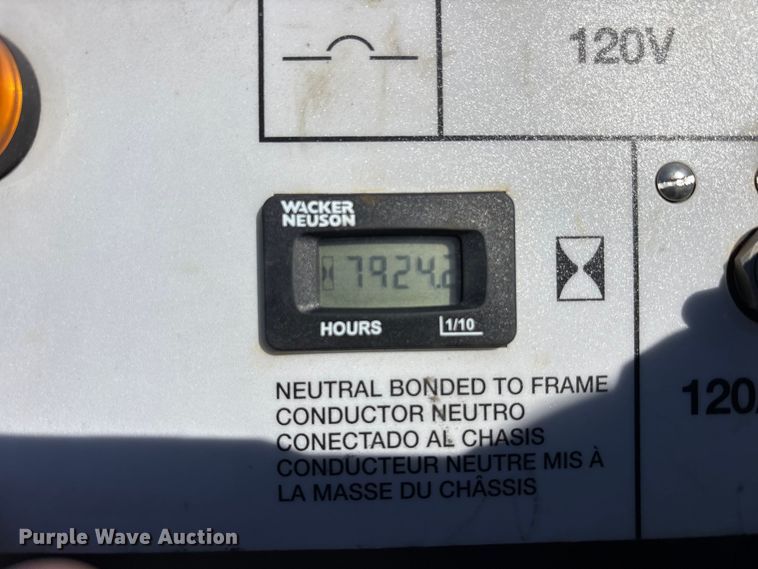 120V
WACKER
NEUSON
7924.2
HOURS 1/10
NEUTRAL BONDED TO FRAME
CONDUCTOR NEUTRO
CONECTADO AL CHASIS
CONDUCTEUR NEUTRE MIS À
LA MASSE DU CHÂSSIS
120
Purple Wave Auction